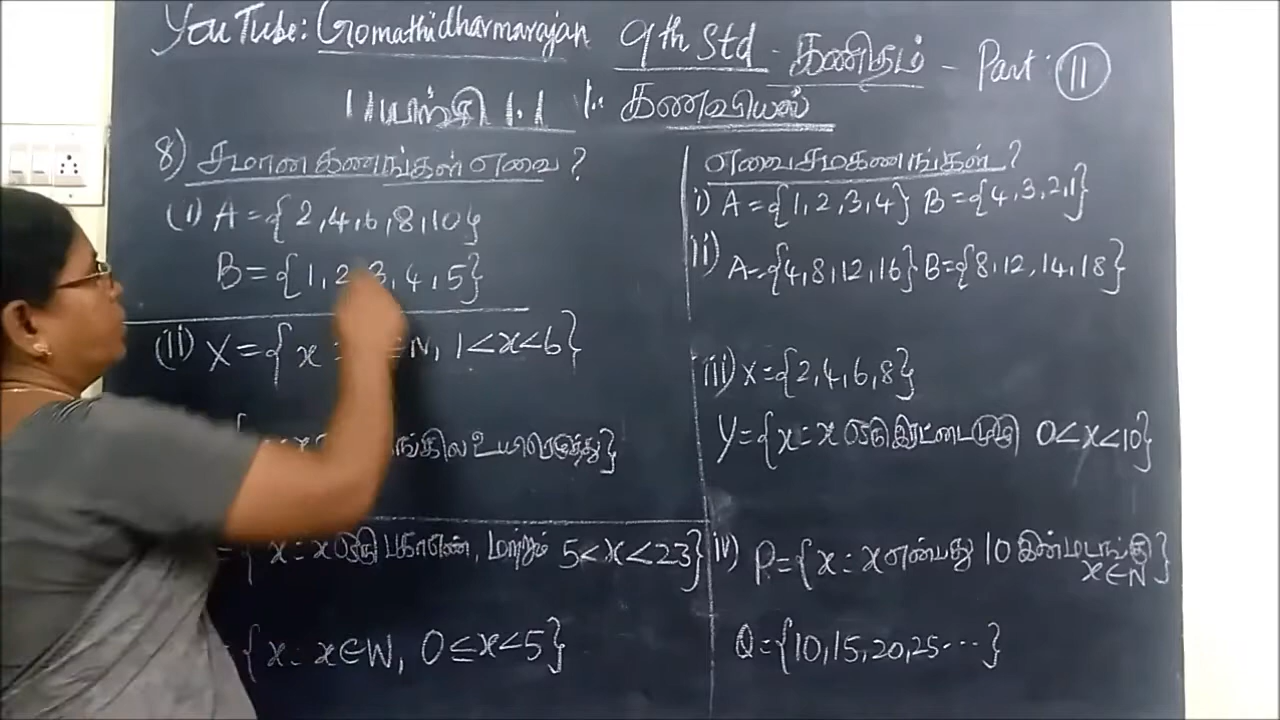 YouTube: Gomathidharmarajan 9th Std - கணிதம் - Part: 11
பயிற்சி 1.1 1. கணவியல்
8) சமான கணங்கள் எவை?
(i) A = {2,4,6,8,10}
B = {1,2,3,4,5}
(ii) X = {x : N, 1<x<6}
உயிரெழுத்து}
{x : x ஒரு பகா எண், மற்றும் 5<x<23}
= {x : x∈W, 0≤x<5}
எவை சமகணங்கள்?
i) A = {1,2,3,4} B = {4,3,2,1}
ii) A = {4,8,12,16} B = {8,12,14,18}
iii) X = {2,4,6,8}
Y = {x : x ஒரு இரட்டை முழு 0<x<10}
iv) P = {x : x என்பது 10 இன் மடங்கு x∈N}
Q = {10,15,20,25 ...}